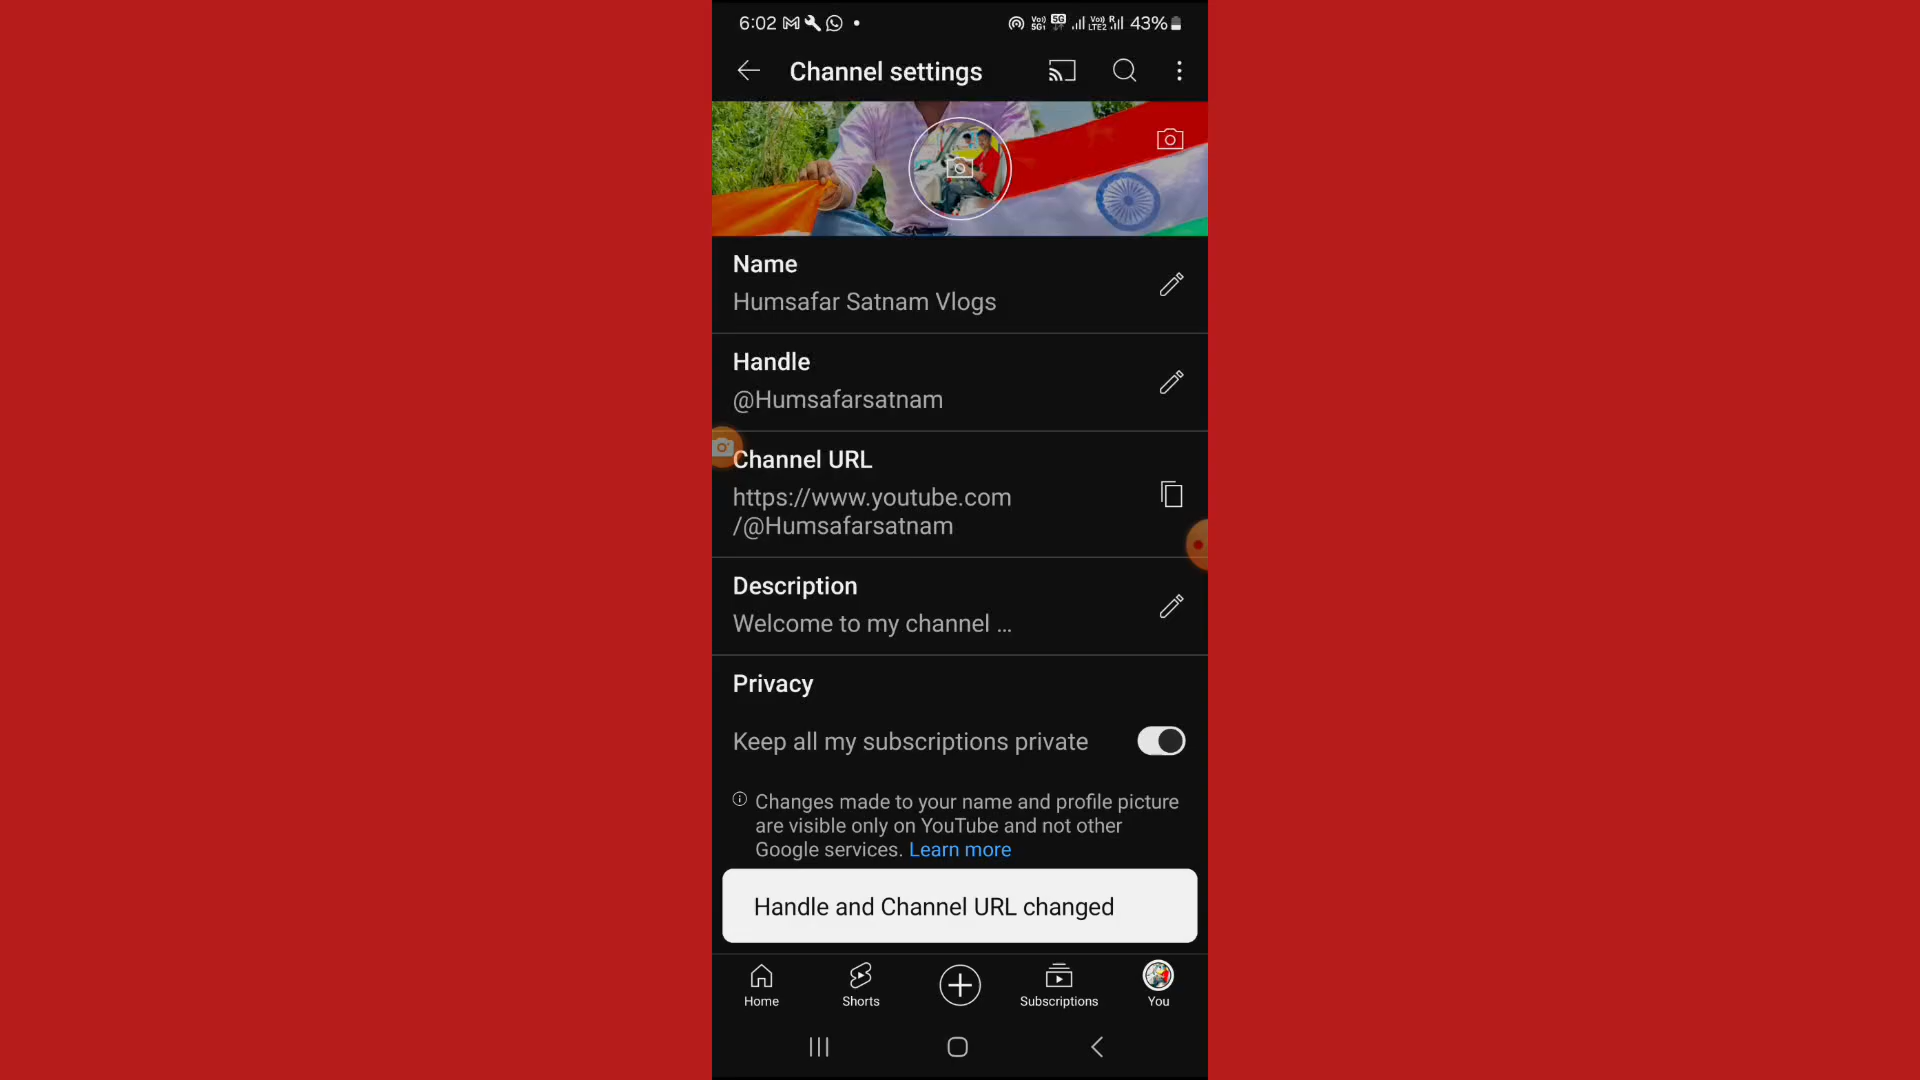 6:02 43%
Channel settings
Name
Humsafar Satnam Vlogs
Handle
@Humsafarsatnam
Channel URL
https://www.youtube.com
/@Humsafarsatnam
Description
Welcome to my channel ...
Privacy
Keep all my subscriptions private
Changes made to your name and profile picture
are visible only on YouTube and not other
Google services. Learn more
Handle and Channel URL changed
Home Shorts Subscriptions You